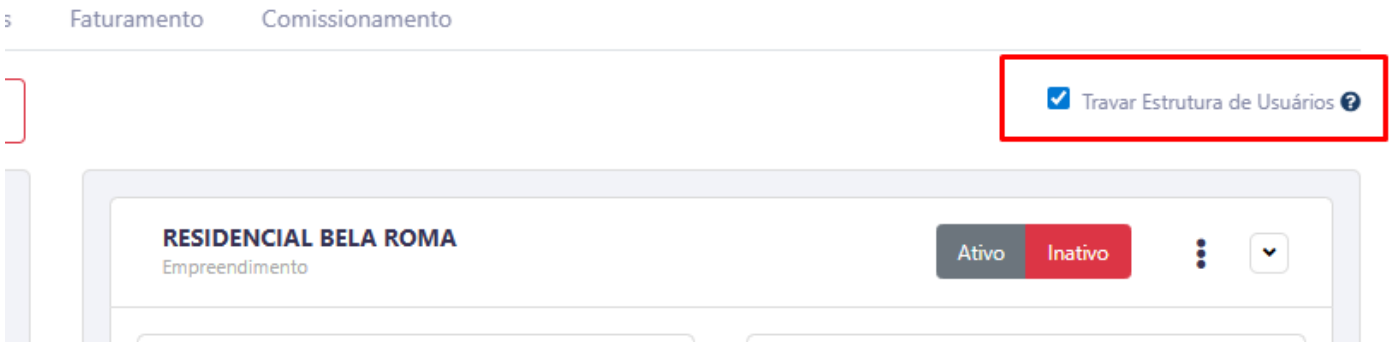 s Faturamento Comissionamento
Travar Estrutura de Usuários ?
RESIDENCIAL BELA ROMA
Ativo Inativo
Empreendimento